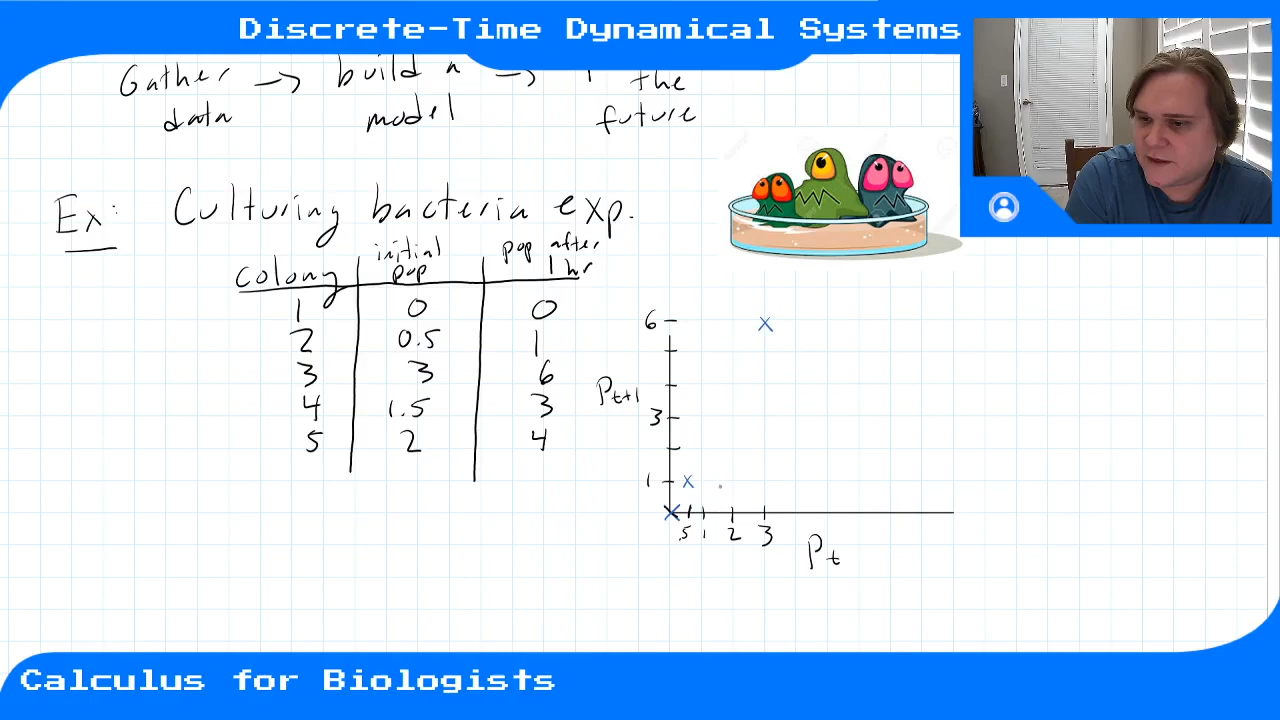 Discrete-Time Dynamical Systems
Gather → build a → the
data model future
Ex: Culturing bacteria exp.
colony initial pop pop after 1 hr
1 0 0
2 0.5 1
3 3 6
4 1.5 3
5 2 4
6
Pt+1
3
1
.5 1 2 3
Pt
Calculus for Biologists